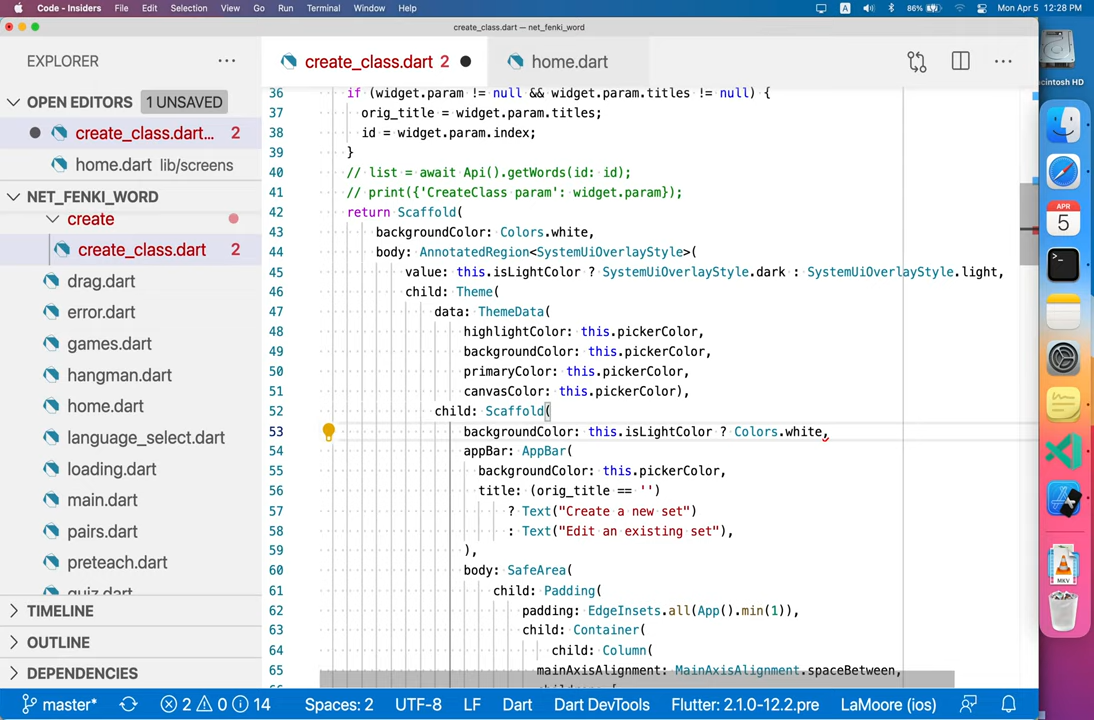 Code - Insiders File Edit Selection View Go Run Terminal Window Help A 86% Mon Apr 5 12:28 PM
create_class.dart — net_fenki_word
EXPLORER
create_class.dart 2
home.dart
OPEN EDITORS 1 UNSAVED
create_class.dart... 2
home.dart lib/screens
NET_FENKI_WORD
create
create_class.dart 2
drag.dart
error.dart
games.dart
hangman.dart
home.dart
language_select.dart
loading.dart
main.dart
pairs.dart
preteach.dart
quiz.dart
TIMELINE
OUTLINE
DEPENDENCIES
36 if (widget.param != null && widget.param.titles != null) {
37 orig_title = widget.param.titles;
38 id = widget.param.index;
39 }
40 // list = await Api().getWords(id: id);
41 // print({'CreateClass param': widget.param});
42 return Scaffold(
43 backgroundColor: Colors.white,
44 body: AnnotatedRegion<SystemUiOverlayStyle>(
45 value: this.isLightColor ? SystemUiOverlayStyle.dark : SystemUiOverlayStyle.light,
46 child: Theme(
47 data: ThemeData(
48 highlightColor: this.pickerColor,
49 backgroundColor: this.pickerColor,
50 primaryColor: this.pickerColor,
51 canvasColor: this.pickerColor),
52 child: Scaffold(
53 backgroundColor: this.isLightColor ? Colors.white,
54 appBar: AppBar(
55 backgroundColor: this.pickerColor,
56 title: (orig_title == '')
57 ? Text("Create a new set")
58 : Text("Edit an existing set"),
59 ),
60 body: SafeArea(
61 child: Padding(
62 padding: EdgeInsets.all(App().min(1)),
63 child: Container(
64 child: Column(
65 mainAxisAlignment: MainAxisAlignment.spaceBetween,
acintosh HD
APR
5
MKV
master* 2 0 14 Spaces: 2 UTF-8 LF Dart Dart DevTools Flutter: 2.1.0-12.2.pre LaMoore (ios)